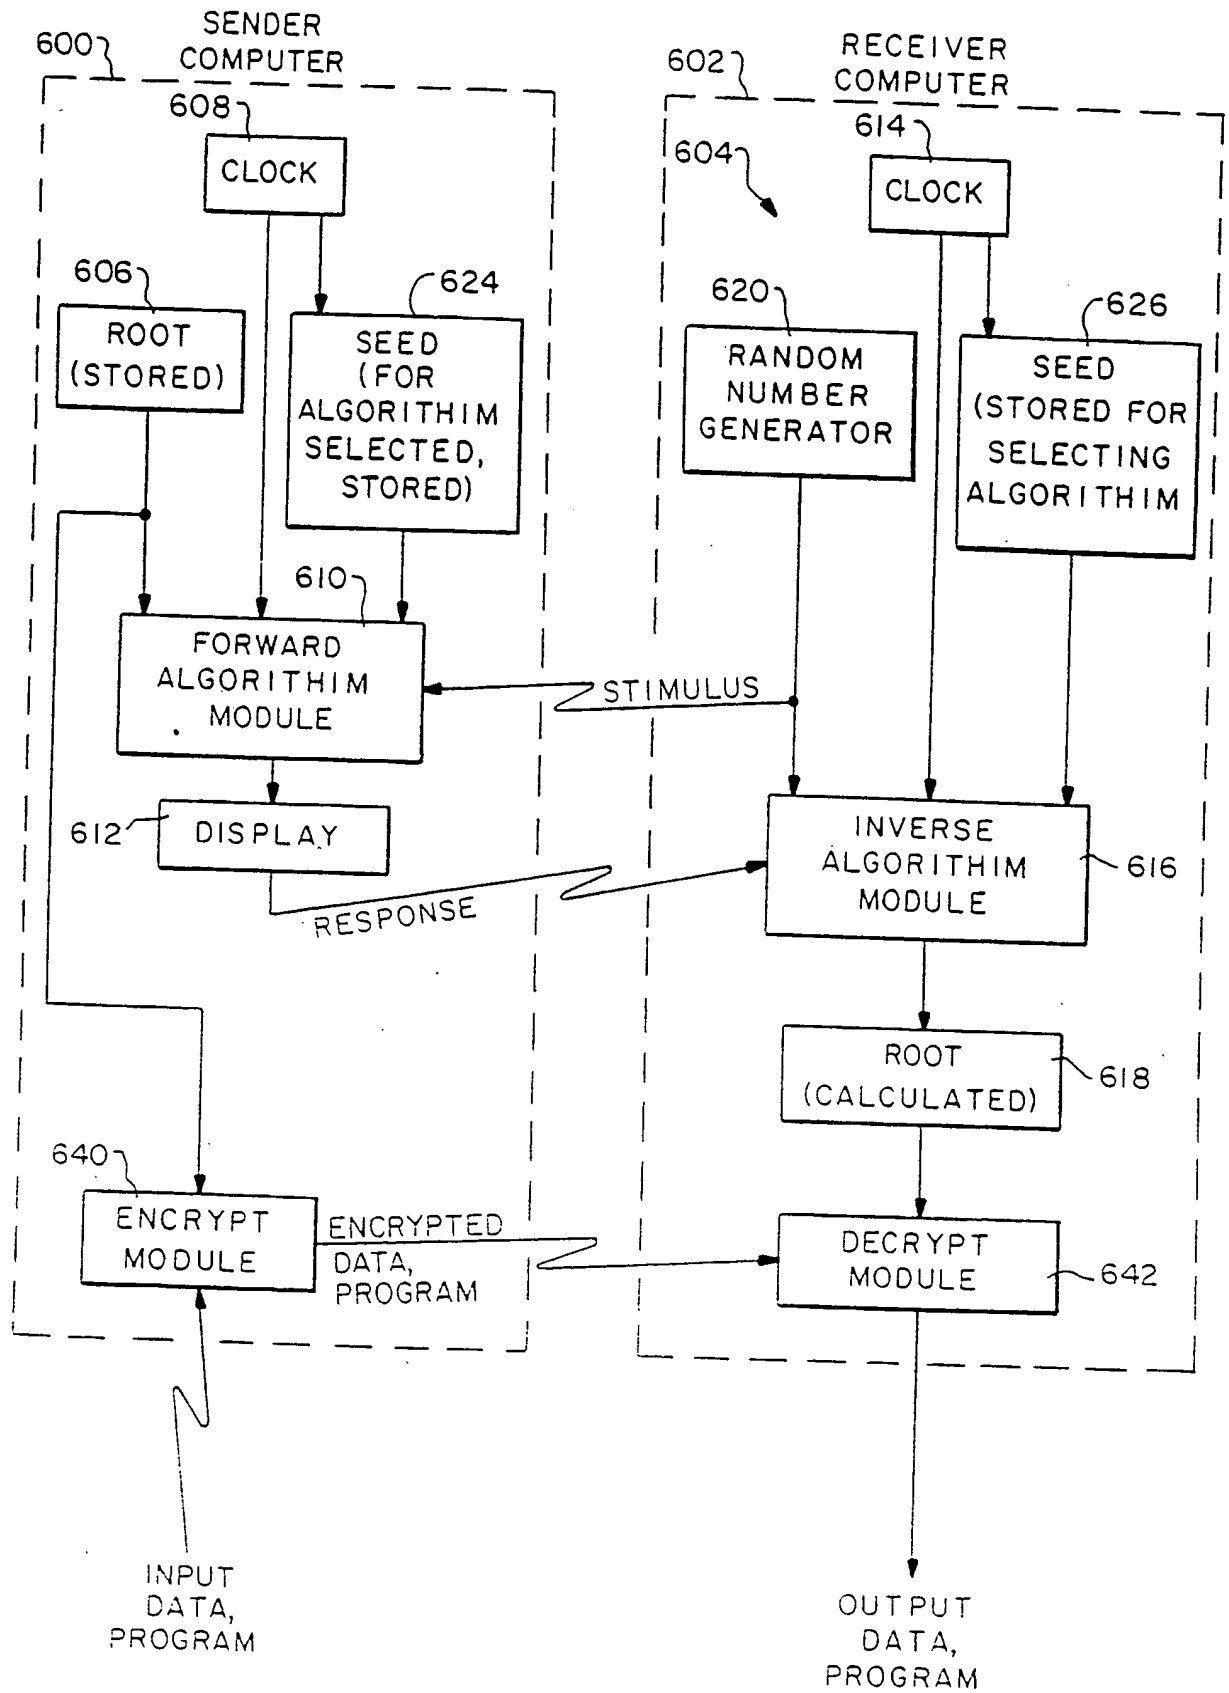 SENDER
COMPUTER
600
608
CLOCK
606
ROOT
(STORED)
624
SEED
(FOR
ALGORITHIM
SELECTED,
STORED)
610
FORWARD
ALGORITHIM
MODULE
612
DISPLAY
RESPONSE
STIMULUS
640
ENCRYPT
MODULE
ENCRYPTED
DATA,
PROGRAM
INPUT
DATA,
PROGRAM
RECEIVER
COMPUTER
602
604
614
CLOCK
620
RANDOM
NUMBER
GENERATOR
626
SEED
(STORED FOR
SELECTING
ALGORITHIM
INVERSE
ALGORITHIM
MODULE
616
ROOT
(CALCULATED)
618
DECRYPT
MODULE
642
OUTPUT
DATA,
PROGRAM